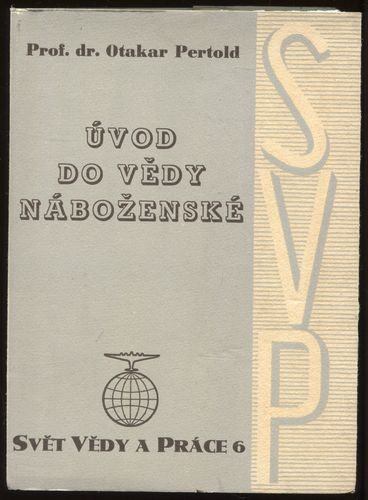 Prof. dr. Otakar Pertold
ÚVOD
DO VĚDY
NÁBOŽENSKÉ
SVP
SVĚT VĚDY A PRÁCE 6